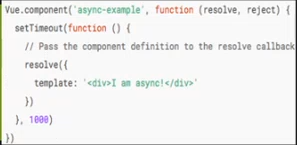 Vue.component('async-example', function (resolve, reject) {
  setTimeout(function () {
    // Pass the component definition to the resolve callback
    resolve({
      template: '<div>I am async!</div>'
    })
  }, 1000)
})